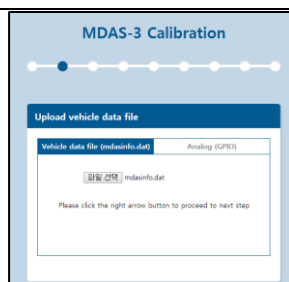 MDAS-3 Calibration
Upload vehicle data file
Vehicle data file (mdasinfo.dat) Analog (GPIO)
파일 선택 mdasinfo.dat
Please click the right arrow button to proceed to next step